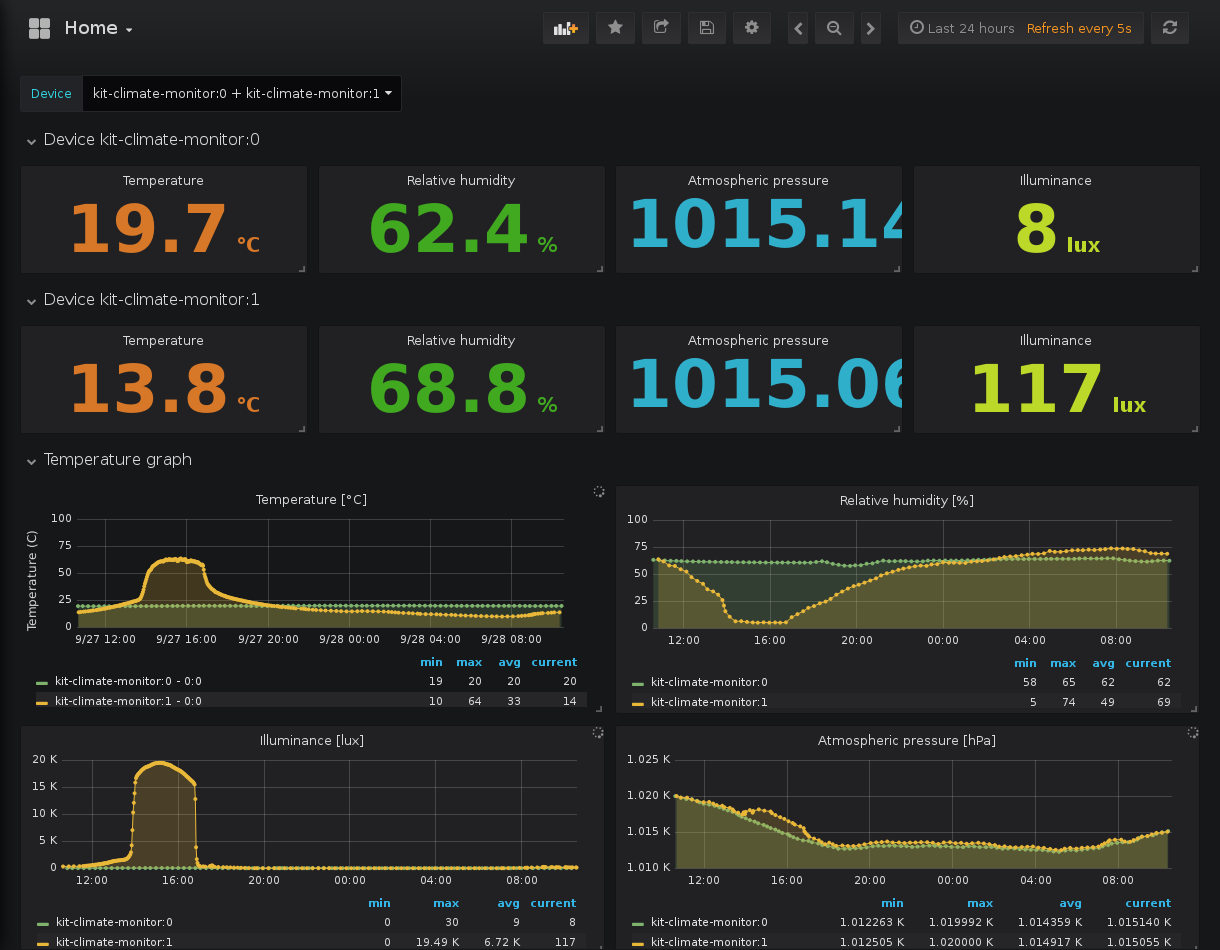 Home
Last 24 hours Refresh every 5s
Device kit-climate-monitor:0 + kit-climate-monitor:1
Device kit-climate-monitor:0
Temperature Relative humidity Atmospheric pressure Illuminance
19.7 °C 62.4 % 1015.14 8 lux
Device kit-climate-monitor:1
Temperature Relative humidity Atmospheric pressure Illuminance
13.8 °C 68.8 % 1015.06 117 lux
Temperature graph
Temperature [°C]
Temperature (C)
100
75
50
25
0
9/27 12:00 9/27 16:00 9/27 20:00 9/28 00:00 9/28 04:00 9/28 08:00
min max avg current
kit-climate-monitor:0 - 0:0 19 20 20 20
kit-climate-monitor:1 - 0:0 10 64 33 14
Relative humidity [%]
100
75
50
25
0
12:00 16:00 20:00 00:00 04:00 08:00
min max avg current
kit-climate-monitor:0 58 65 62 62
kit-climate-monitor:1 5 74 49 69
Illuminance [lux]
20 K
15 K
10 K
5 K
0
12:00 16:00 20:00 00:00 04:00 08:00
min max avg current
kit-climate-monitor:0 0 30 9 8
kit-climate-monitor:1 0 19.49 K 6.72 K 117
Atmospheric pressure [hPa]
1.025 K
1.020 K
1.015 K
1.010 K
12:00 16:00 20:00 00:00 04:00 08:00
min max avg current
kit-climate-monitor:0 1.012263 K 1.019992 K 1.014359 K 1.015140 K
kit-climate-monitor:1 1.012505 K 1.020000 K 1.014917 K 1.015055 K